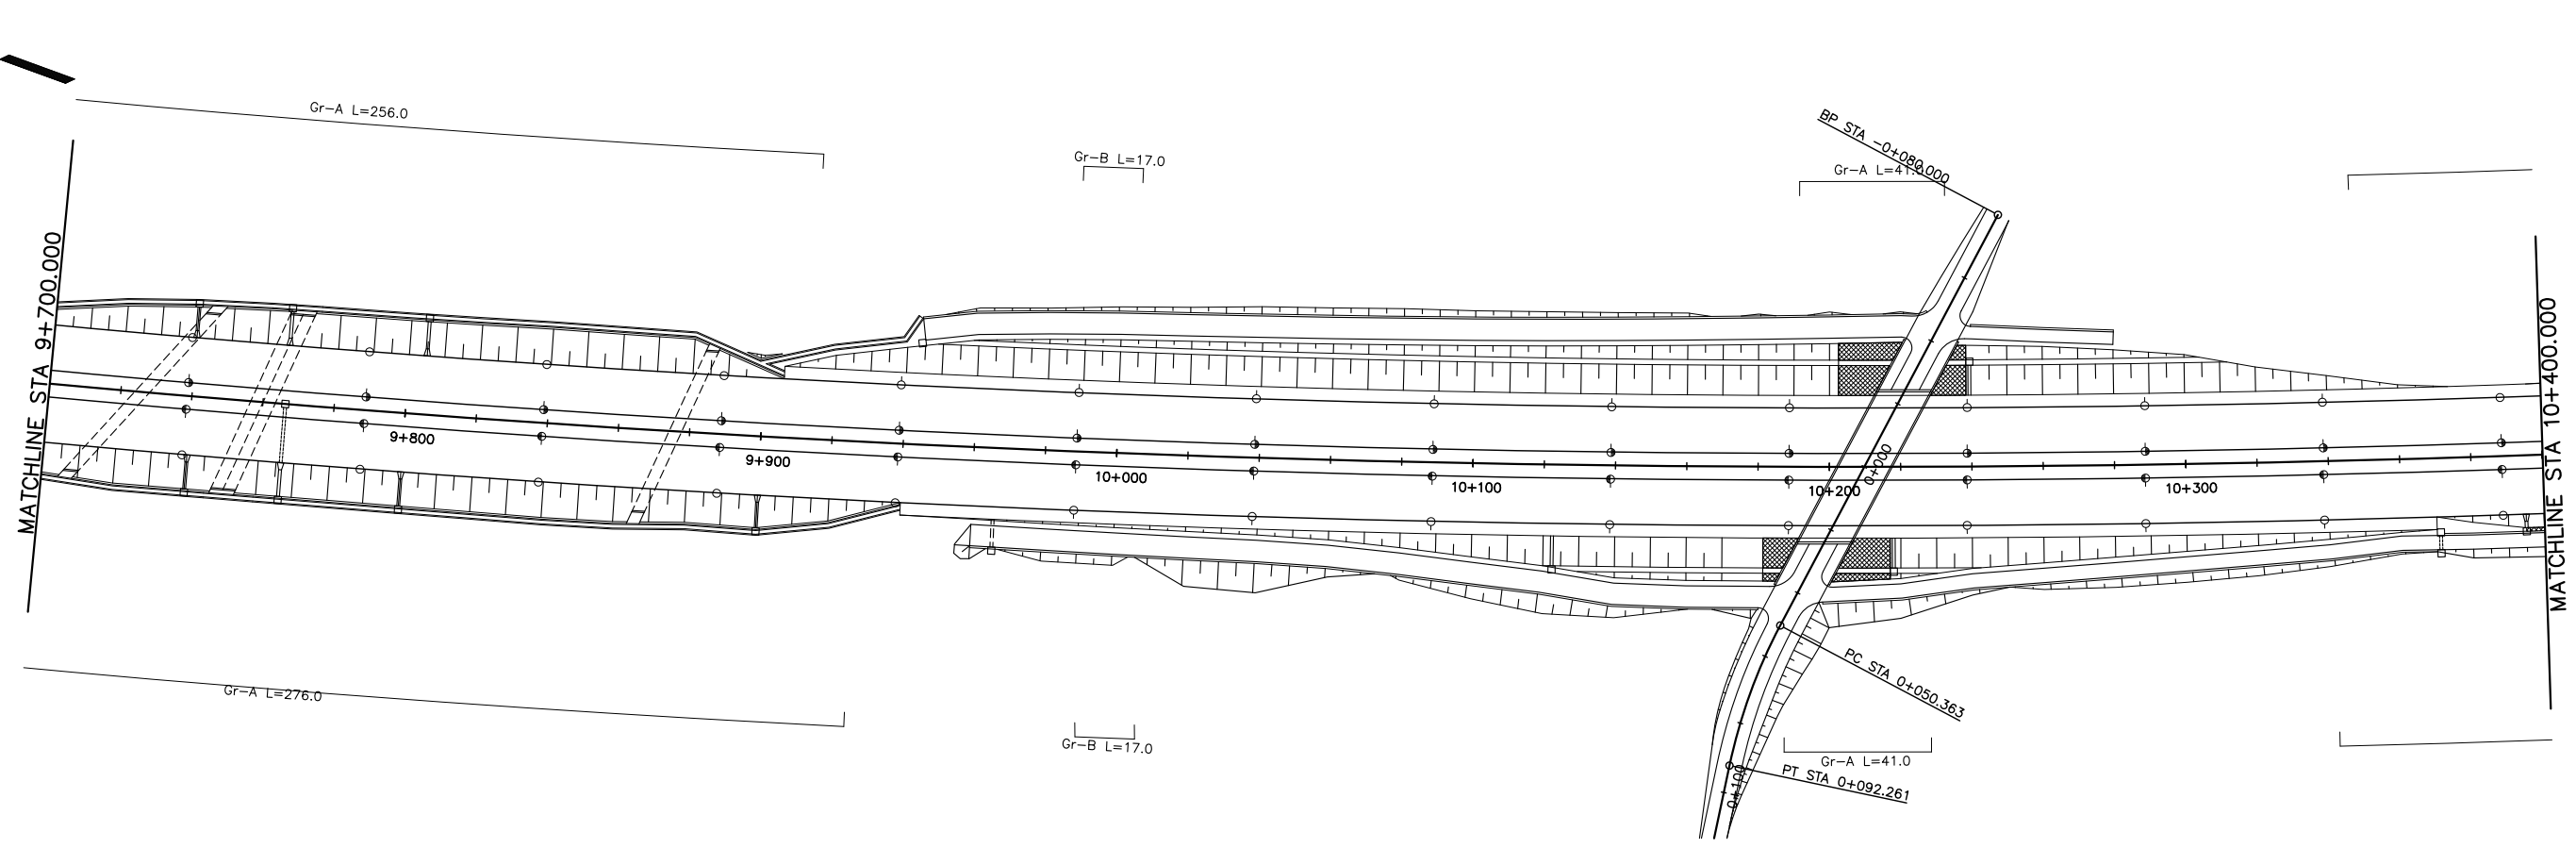 Gr-A L=256.0
Gr-B L=17.0
BP STA -0+080.000
Gr-A L=41.0
MATCHLINE STA 9+700.000
MATCHLINE STA 10+400.000
9+800
9+900
10+000
10+100
10+200
0+000
10+300
PC STA 0+050.363
Gr-A L=276.0
Gr-B L=17.0
Gr-A L=41.0
PT STA 0+092.261
0+100